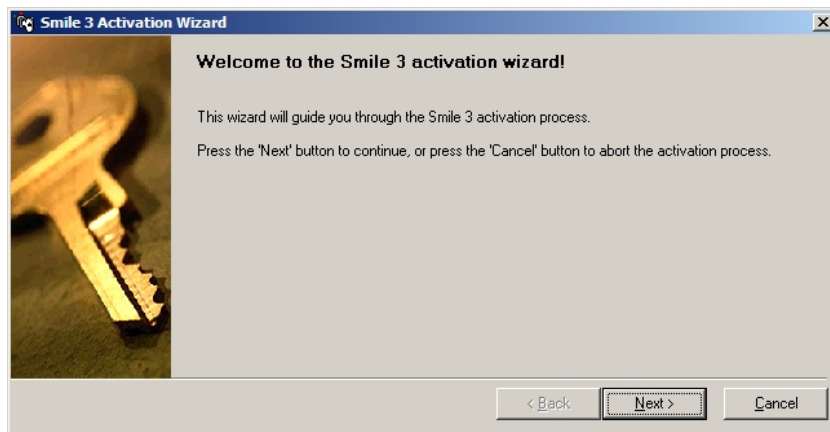 Smile 3 Activation Wizard
Welcome to the Smile 3 activation wizard!
This wizard will guide you through the Smile 3 activation process.
Press the 'Next' button to continue, or press the 'Cancel' button to abort the activation process.
< Back
Next >
Cancel